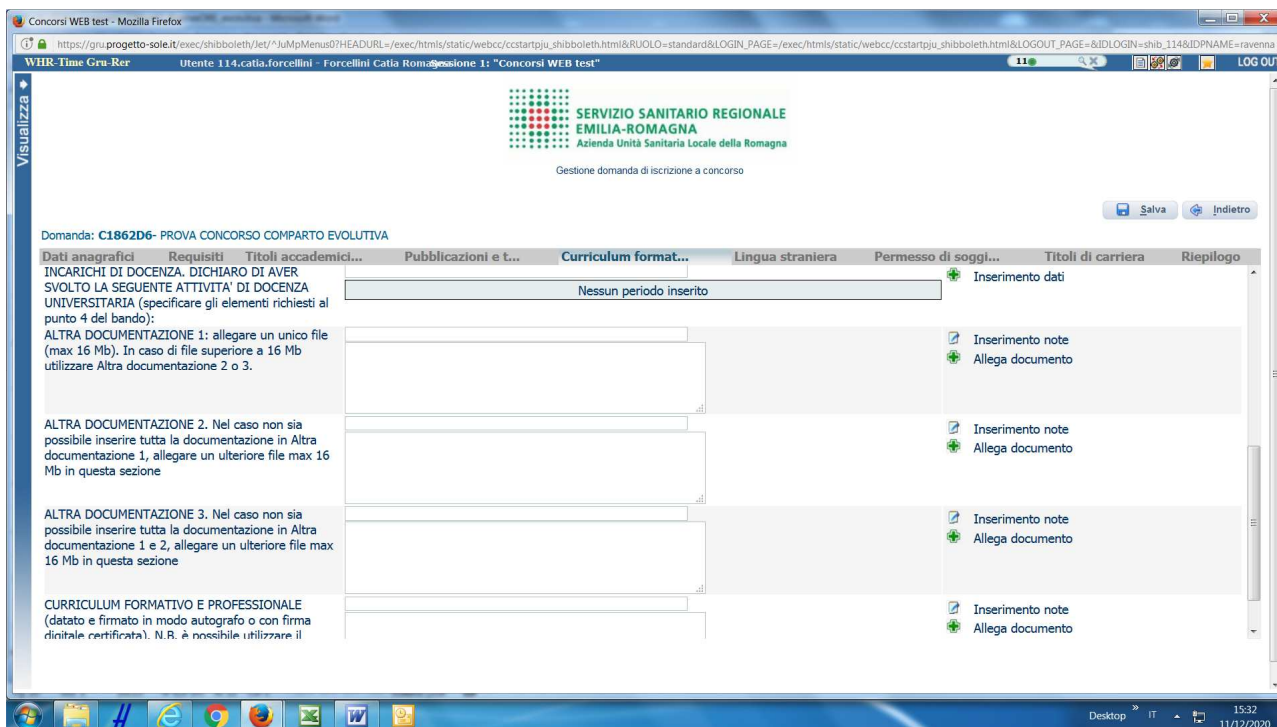 Concorsi WEB test - Mozilla Firefox
https://gru.progetto-sole.it/exec/shibboleth/Jet/^JuMpMenus0?HEADURL=/exec/htmls/static/webcc/ccstartpju_shibboleth.html&RUOLO=standard&LOGIN_PAGE=/exec/htmls/static/webcc/ccstartpju_shibboleth.html&LOGOUT_PAGE=&IDLOGIN=shib_114&IDPNAME=ravenna
WHR-Time Gru-Rer Utente 114.catia.forcellini - Forcellini Catia Romagna Sessione 1: "Concorsi WEB test" 11 LOG OUT
Visualizza
SERVIZIO SANITARIO REGIONALE
EMILIA-ROMAGNA
Azienda Unità Sanitaria Locale della Romagna
Gestione domanda di iscrizione a concorso
Salva Indietro
Domanda: C1862D6- PROVA CONCORSO COMPARTO EVOLUTIVA
Dati anagrafici Requisiti Titoli accademici... Pubblicazioni e t... Curriculum format... Lingua straniera Permesso di soggi... Titoli di carriera Riepilogo
INCARICHI DI DOCENZA. DICHIARO DI AVER
SVOLTO LA SEGUENTE ATTIVITA' DI DOCENZA
UNIVERSITARIA (specificare gli elementi richiesti al
punto 4 del bando):
Nessun periodo inserito
Inserimento dati
ALTRA DOCUMENTAZIONE 1: allegare un unico file
(max 16 Mb). In caso di file superiore a 16 Mb
utilizzare Altra documentazione 2 o 3.
Inserimento note
Allega documento
ALTRA DOCUMENTAZIONE 2. Nel caso non sia
possibile inserire tutta la documentazione in Altra
documentazione 1, allegare un ulteriore file max 16
Mb in questa sezione
Inserimento note
Allega documento
ALTRA DOCUMENTAZIONE 3. Nel caso non sia
possibile inserire tutta la documentazione in Altra
documentazione 1 e 2, allegare un ulteriore file max
16 Mb in questa sezione
Inserimento note
Allega documento
CURRICULUM FORMATIVO E PROFESSIONALE
(datato e firmato in modo autografo o con firma
digitale certificata). N.B. è possibile utilizzare il
Inserimento note
Allega documento
Desktop » IT 15:32
11/12/2020